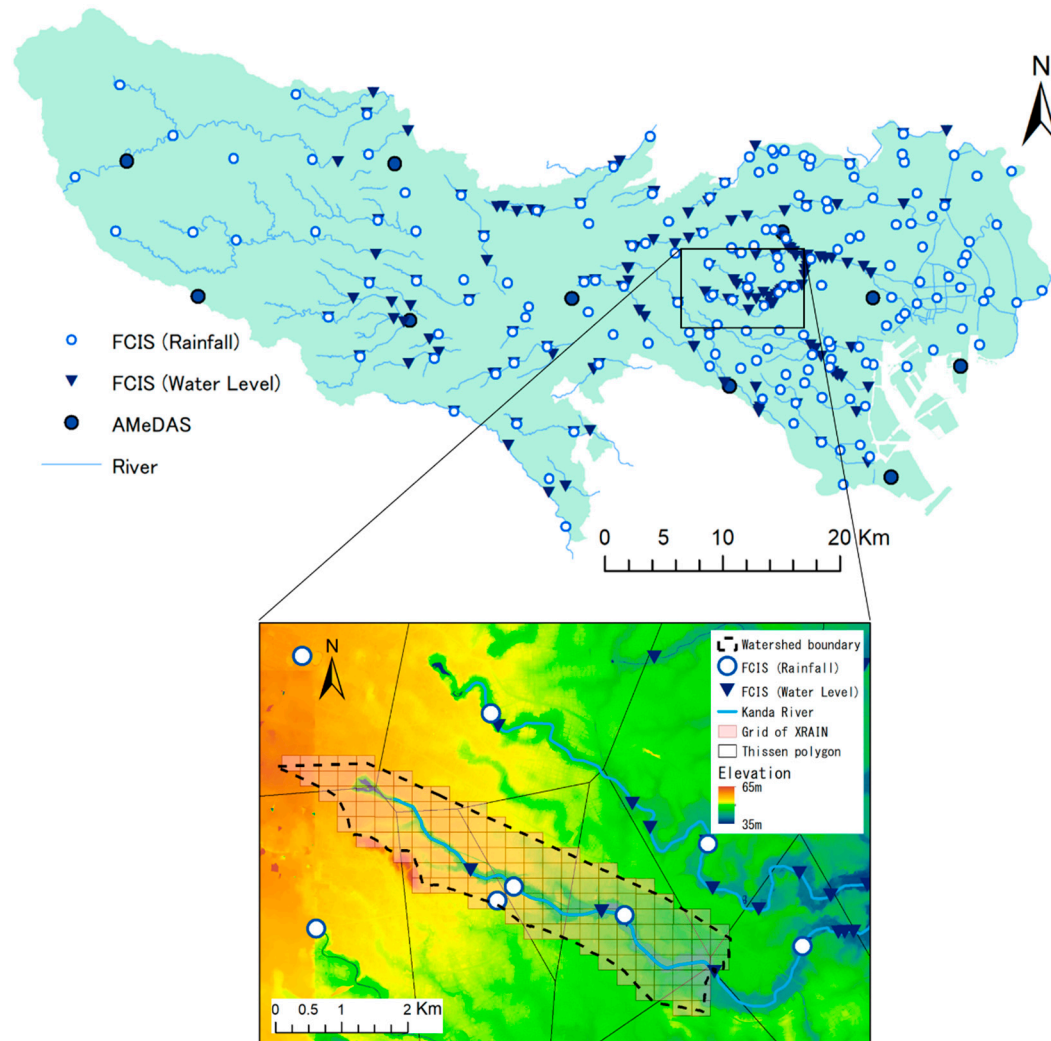 N
FCIS (Rainfall)
FCIS (Water Level)
AMeDAS
River
0 5 10 20 Km
N
Watershed boundary
FCIS (Rainfall)
FCIS (Water Level)
Kanda River
Grid of XRAIN
Thissen polygon
Elevation
65m
35m
0 0.5 1 2 Km